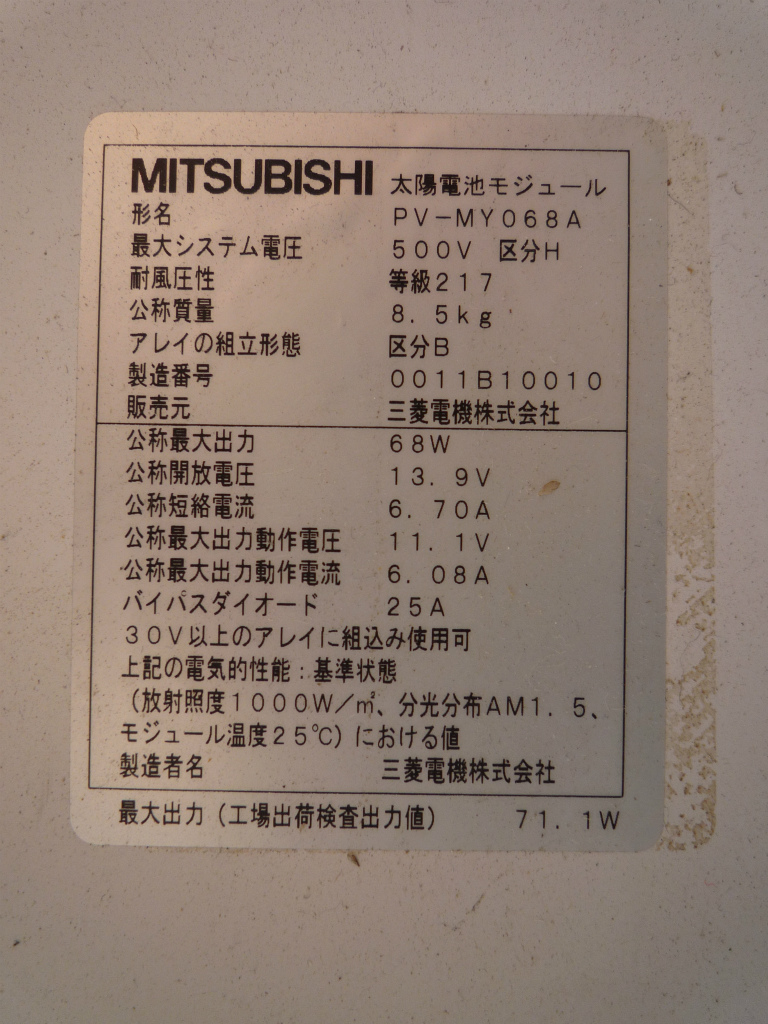 MITSUBISHI 太陽電池モジュール
形名 PV-MY068A
最大システム電圧 500V 区分H
耐風圧性 等級217
公称質量 8.5kg
アレイの組立形態 区分B
製造番号 0011B10010
販売元 三菱電機株式会社
公称最大出力 68W
公称開放電圧 13.9V
公称短絡電流 6.70A
公称最大出力動作電圧 11.1V
公称最大出力動作電流 6.08A
バイパスダイオード 25A
30V以上のアレイに組込み使用可
上記の電気的性能:基準状態
(放射照度1000W/㎡、分光分布AM1.5、
モジュール温度25℃)における値
製造者名 三菱電機株式会社
最大出力(工場出荷検査出力値) 71.1W